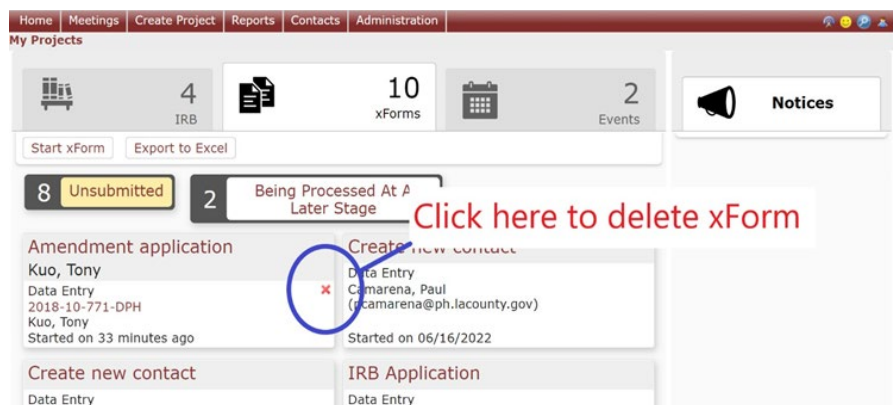 Home Meetings Create Project Reports Contacts Administration
My Projects
4
IRB
10
xForms
2
Events
Notices
Start xForm Export to Excel
8 Unsubmitted
2 Being Processed At A
Later Stage
Click here to delete xForm
Amendment application
Kuo, Tony
Data Entry
2018-10-771-DPH
Kuo, Tony
Started on 33 minutes ago
Create new contact
Data Entry
Camarena, Paul
(pcamarena@ph.lacounty.gov)
Started on 06/16/2022
Create new contact
Data Entry
IRB Application
Data Entry